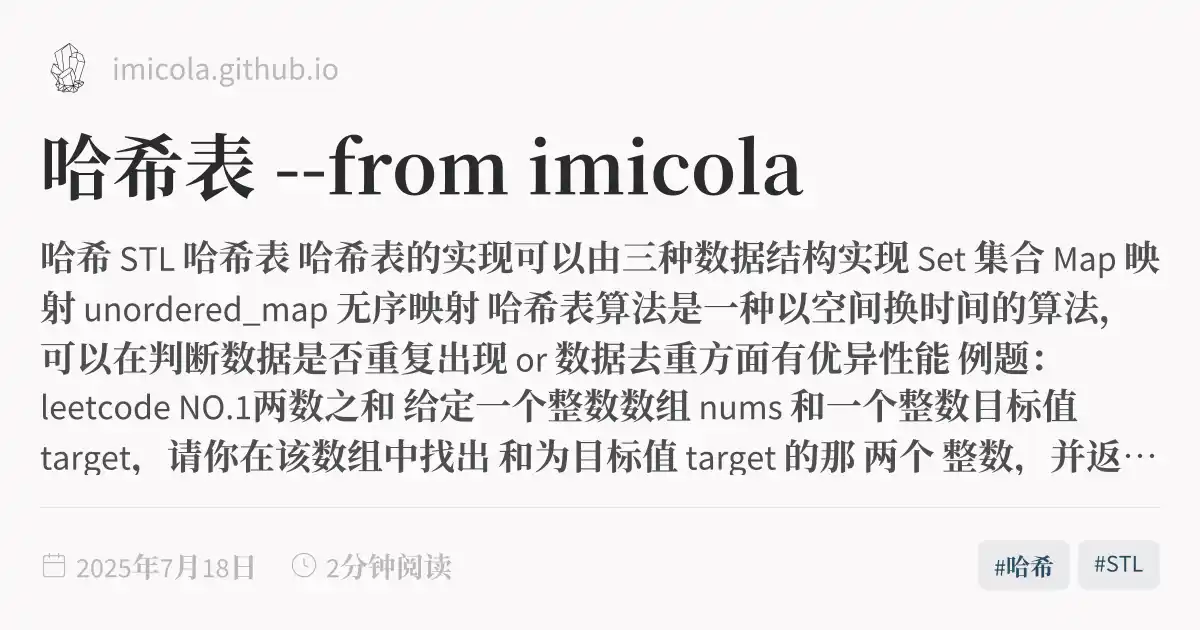 imicola.github.io
哈希表 --from imicola
哈希 STL 哈希表 哈希表的实现可以由三种数据结构实现 Set 集合 Map 映
射 unordered_map 无序映射 哈希表算法是一种以空间换时间的算法，
可以在判断数据是否重复出现 or 数据去重方面有优异性能 例题：
leetcode NO.1两数之和 给定一个整数数组 nums 和一个整数目标值
target，请你在该数组中找出 和为目标值 target 的那 两个 整数，并返…
2025年7月18日 2分钟阅读 #哈希 #STL